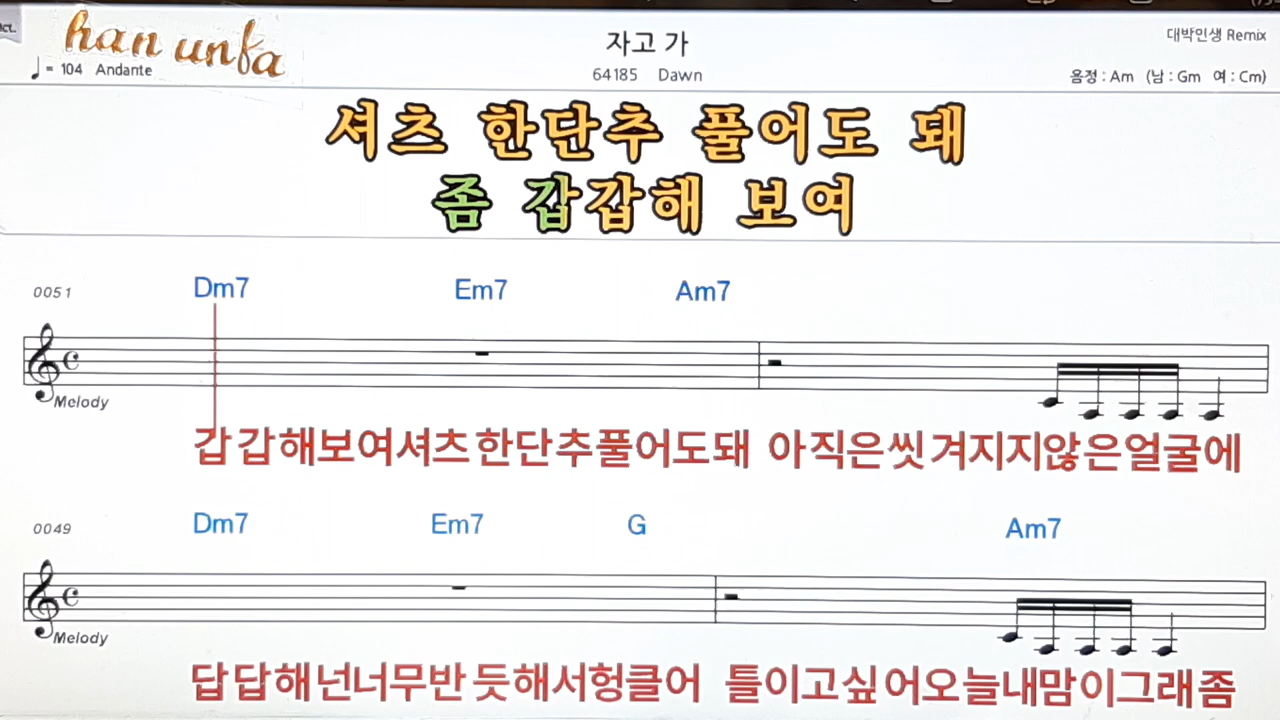 han unfa
자고 가
대박인생 Remix
♩= 104 Andante
64185 Dawn
음정 : Am (남 : Gm 여 : Cm)
셔츠 한단추 풀어도 돼
좀 갑갑해 보여
0051
Dm7 Em7 Am7
Melody
갑갑해보여셔츠한단추풀어도돼 아직은씻겨지지않은얼굴에
0049
Dm7 Em7 G Am7
Melody
답답해넌너무반듯해서헝클어 틀이고싶어오늘내맘이그래좀